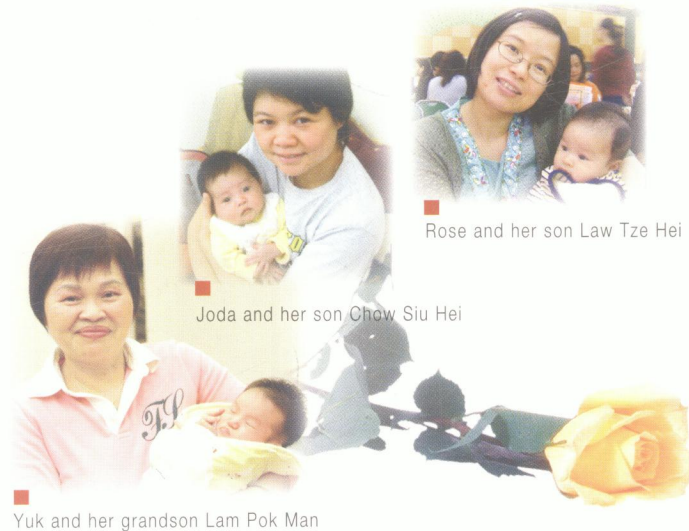 Rose and her son Law Tze Hei
Joda and her son Chow Siu Hei
F.S
Yuk and her grandson Lam Pok Man